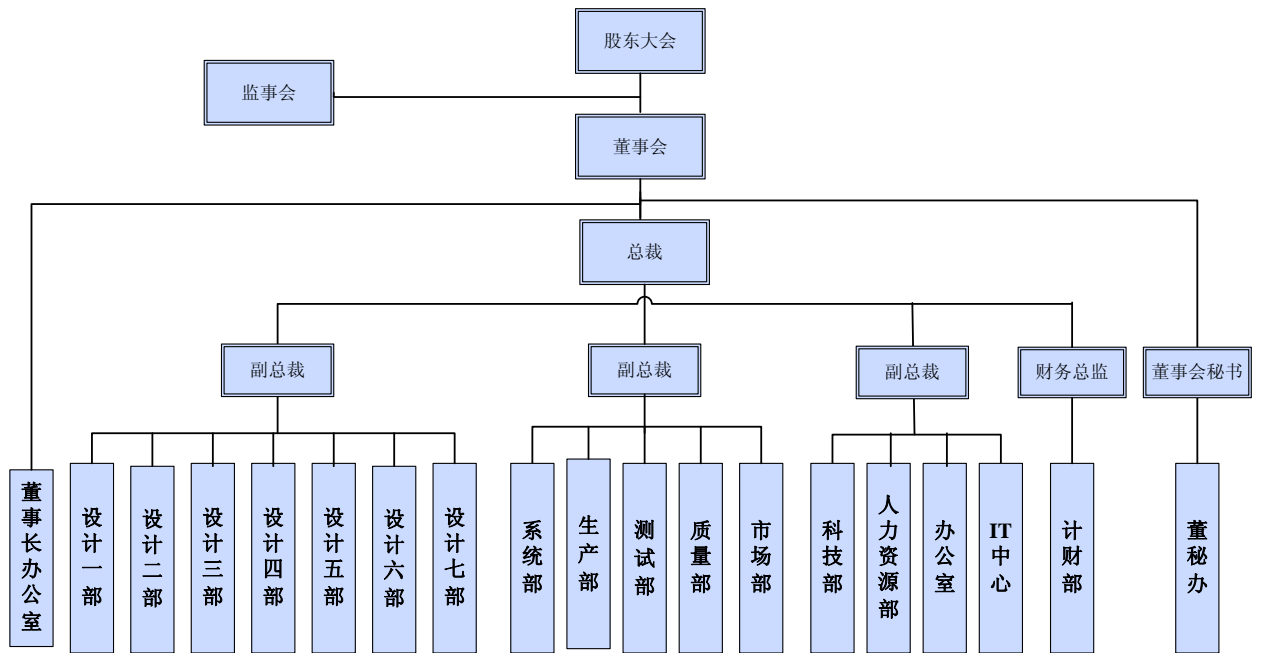 股东大会
监事会
董事会
总裁
副总裁
副总裁
副总裁
财务总监
董事会秘书
董事长办公室
设计一部
设计二部
设计三部
设计四部
设计五部
设计六部
设计七部
系统部
生产部
测试部
质量部
市场部
科技部
人力资源部
办公室
IT中心
计财部
董秘办